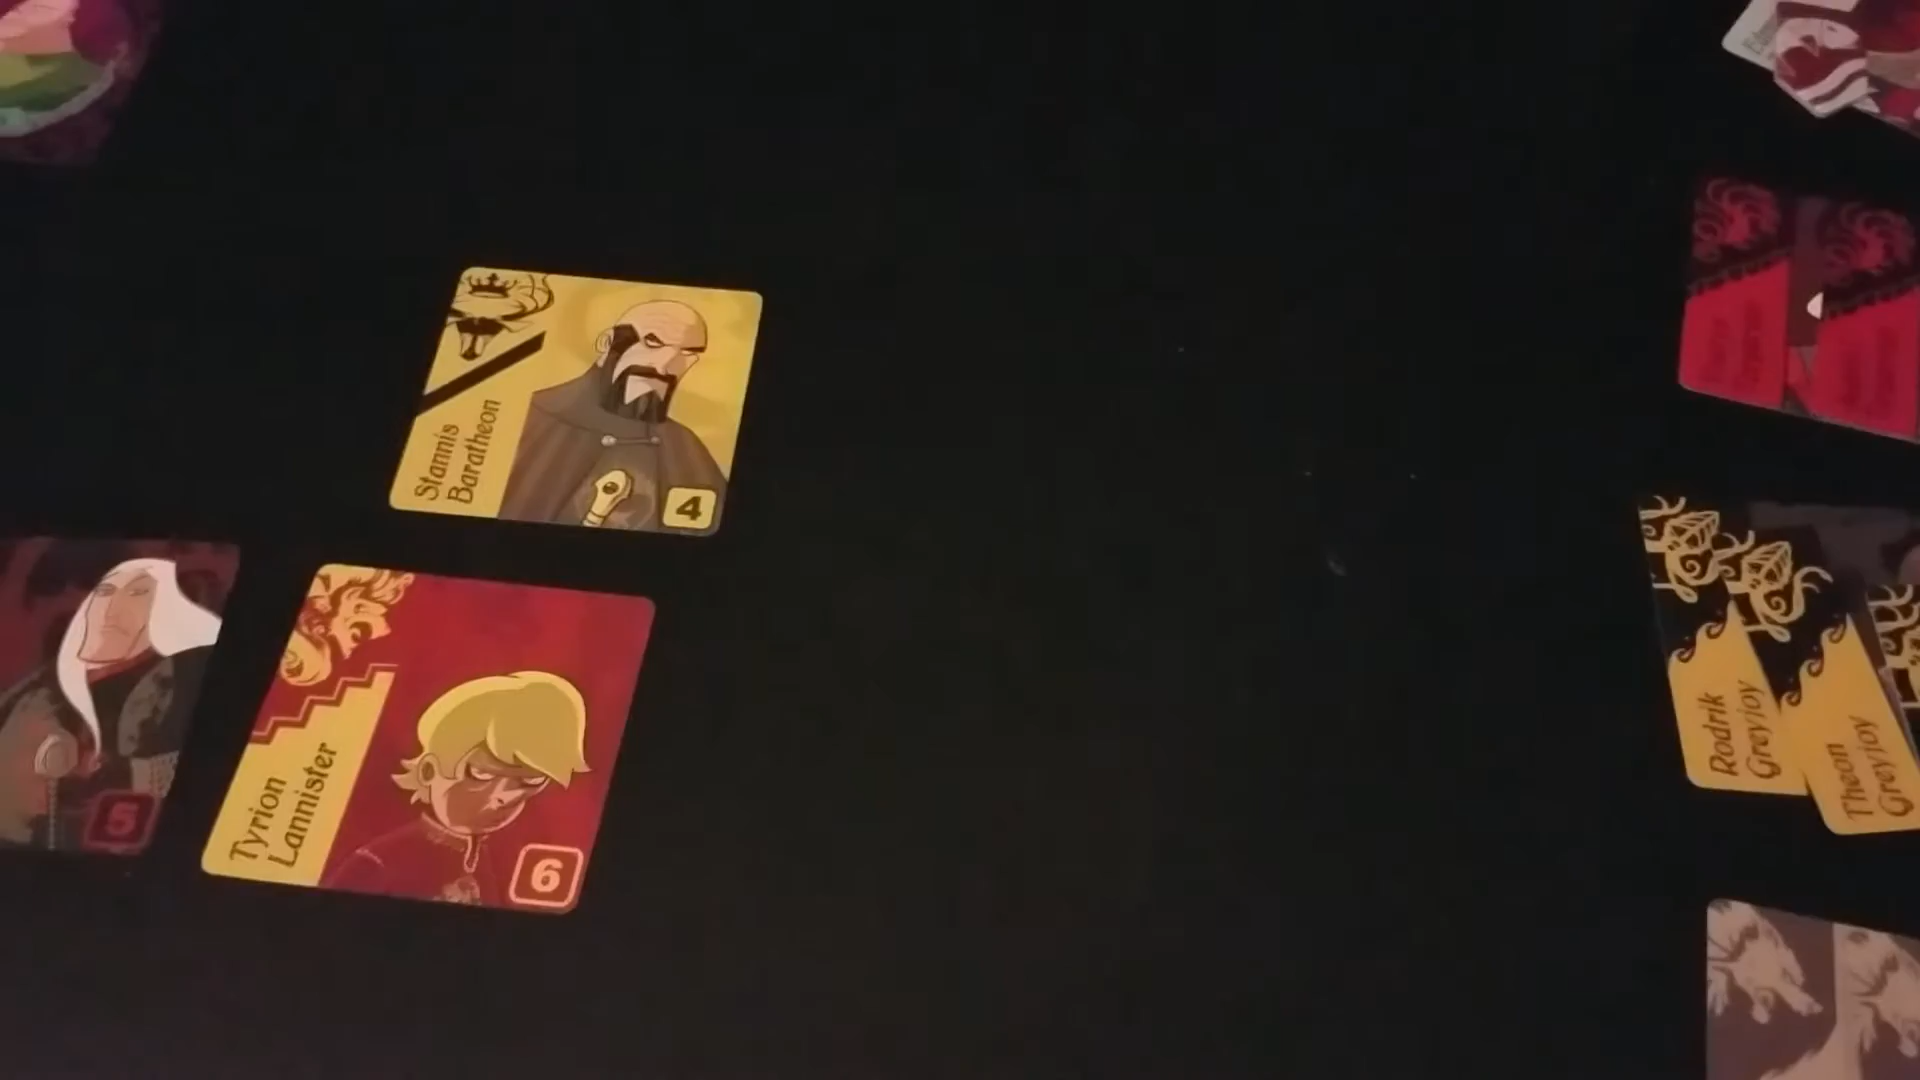 Stannis
Baratheon
4
5
Tyrion
Lannister
6
Rodrik
Greyjoy
Theon
Greyjoy